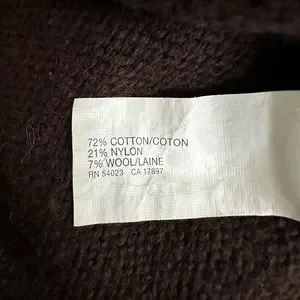 72% COTTON/COTON
21% NYLON
7% WOOL/LAINE
RN 54023 CA 17897